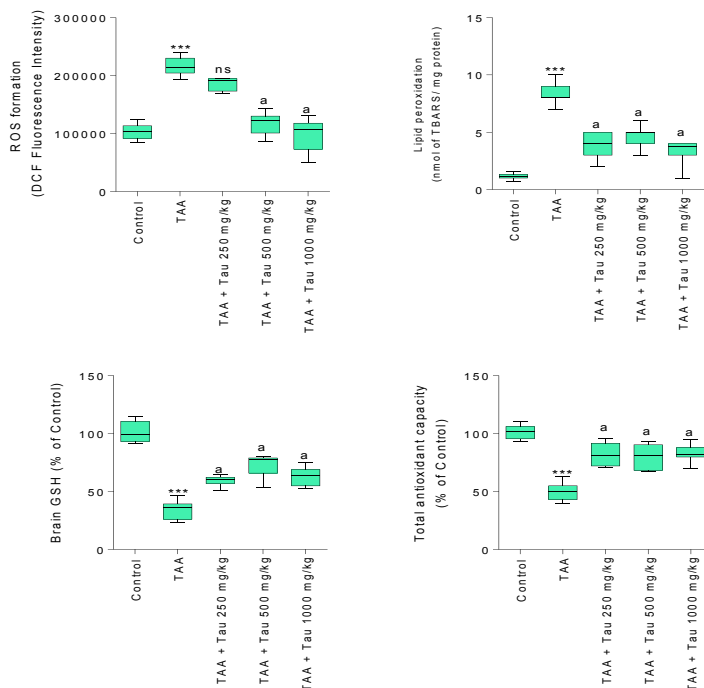 ROS formation
(DCF Fluorescence Intensity)
300000
200000
100000
0
***
ns
a
a
Control
TAA
TAA + Tau 250 mg/kg
TAA + Tau 500 mg/kg
TAA + Tau 1000 mg/kg
Lipid peroxidation
(nmol of TBARS/ mg protein)
15
10
5
0
***
a
a
a
Control
TAA
TAA + Tau 250 mg/kg
TAA + Tau 500 mg/kg
TAA + Tau 1000 mg/kg
Brain GSH (% of Control)
150
100
50
0
***
a
a
a
Control
TAA
TAA + Tau 250 mg/kg
TAA + Tau 500 mg/kg
TAA + Tau 1000 mg/kg
Total antioxidant capacity
(% of Control)
150
100
50
0
***
a
a
a
Control
TAA
TAA + Tau 250 mg/kg
TAA + Tau 500 mg/kg
TAA + Tau 1000 mg/kg